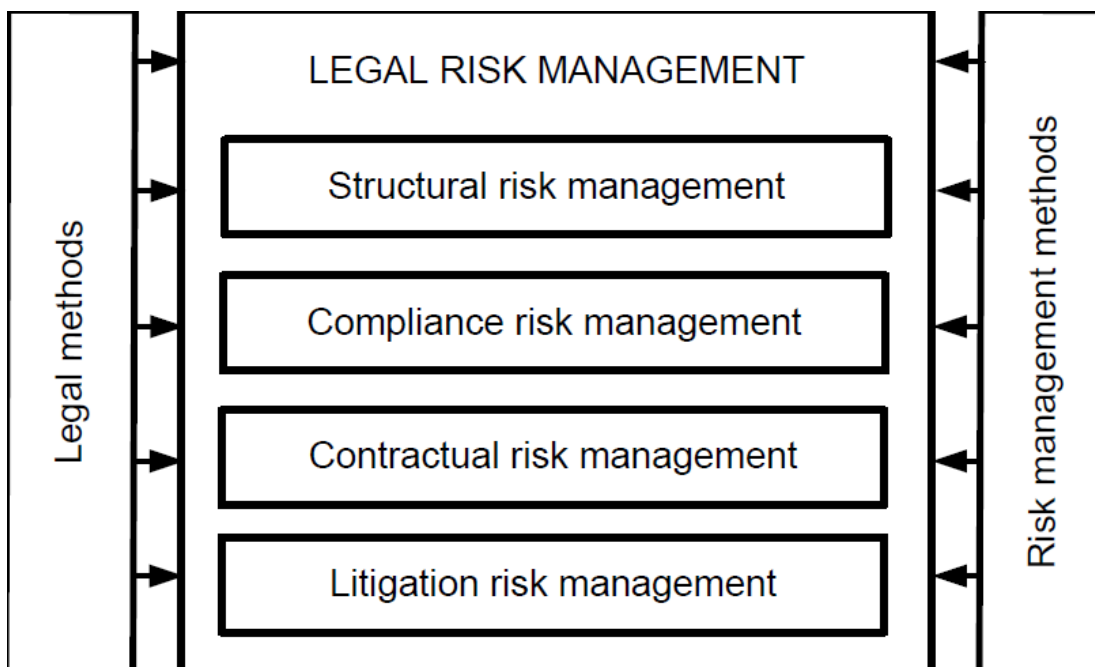 LEGAL RISK MANAGEMENT
Structural risk management
Compliance risk management
Contractual risk management
Litigation risk management
Legal methods
Risk management methods